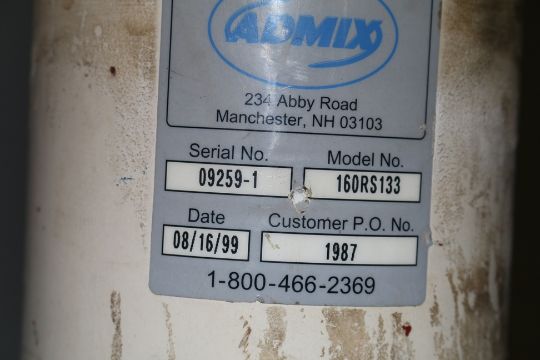 ADMIX
234 Abby Road
Manchester, NH 03103
Serial No. Model No.
09259-1 160RS133
Date Customer P.O. No.
08/16/99 1987
1-800-466-2369